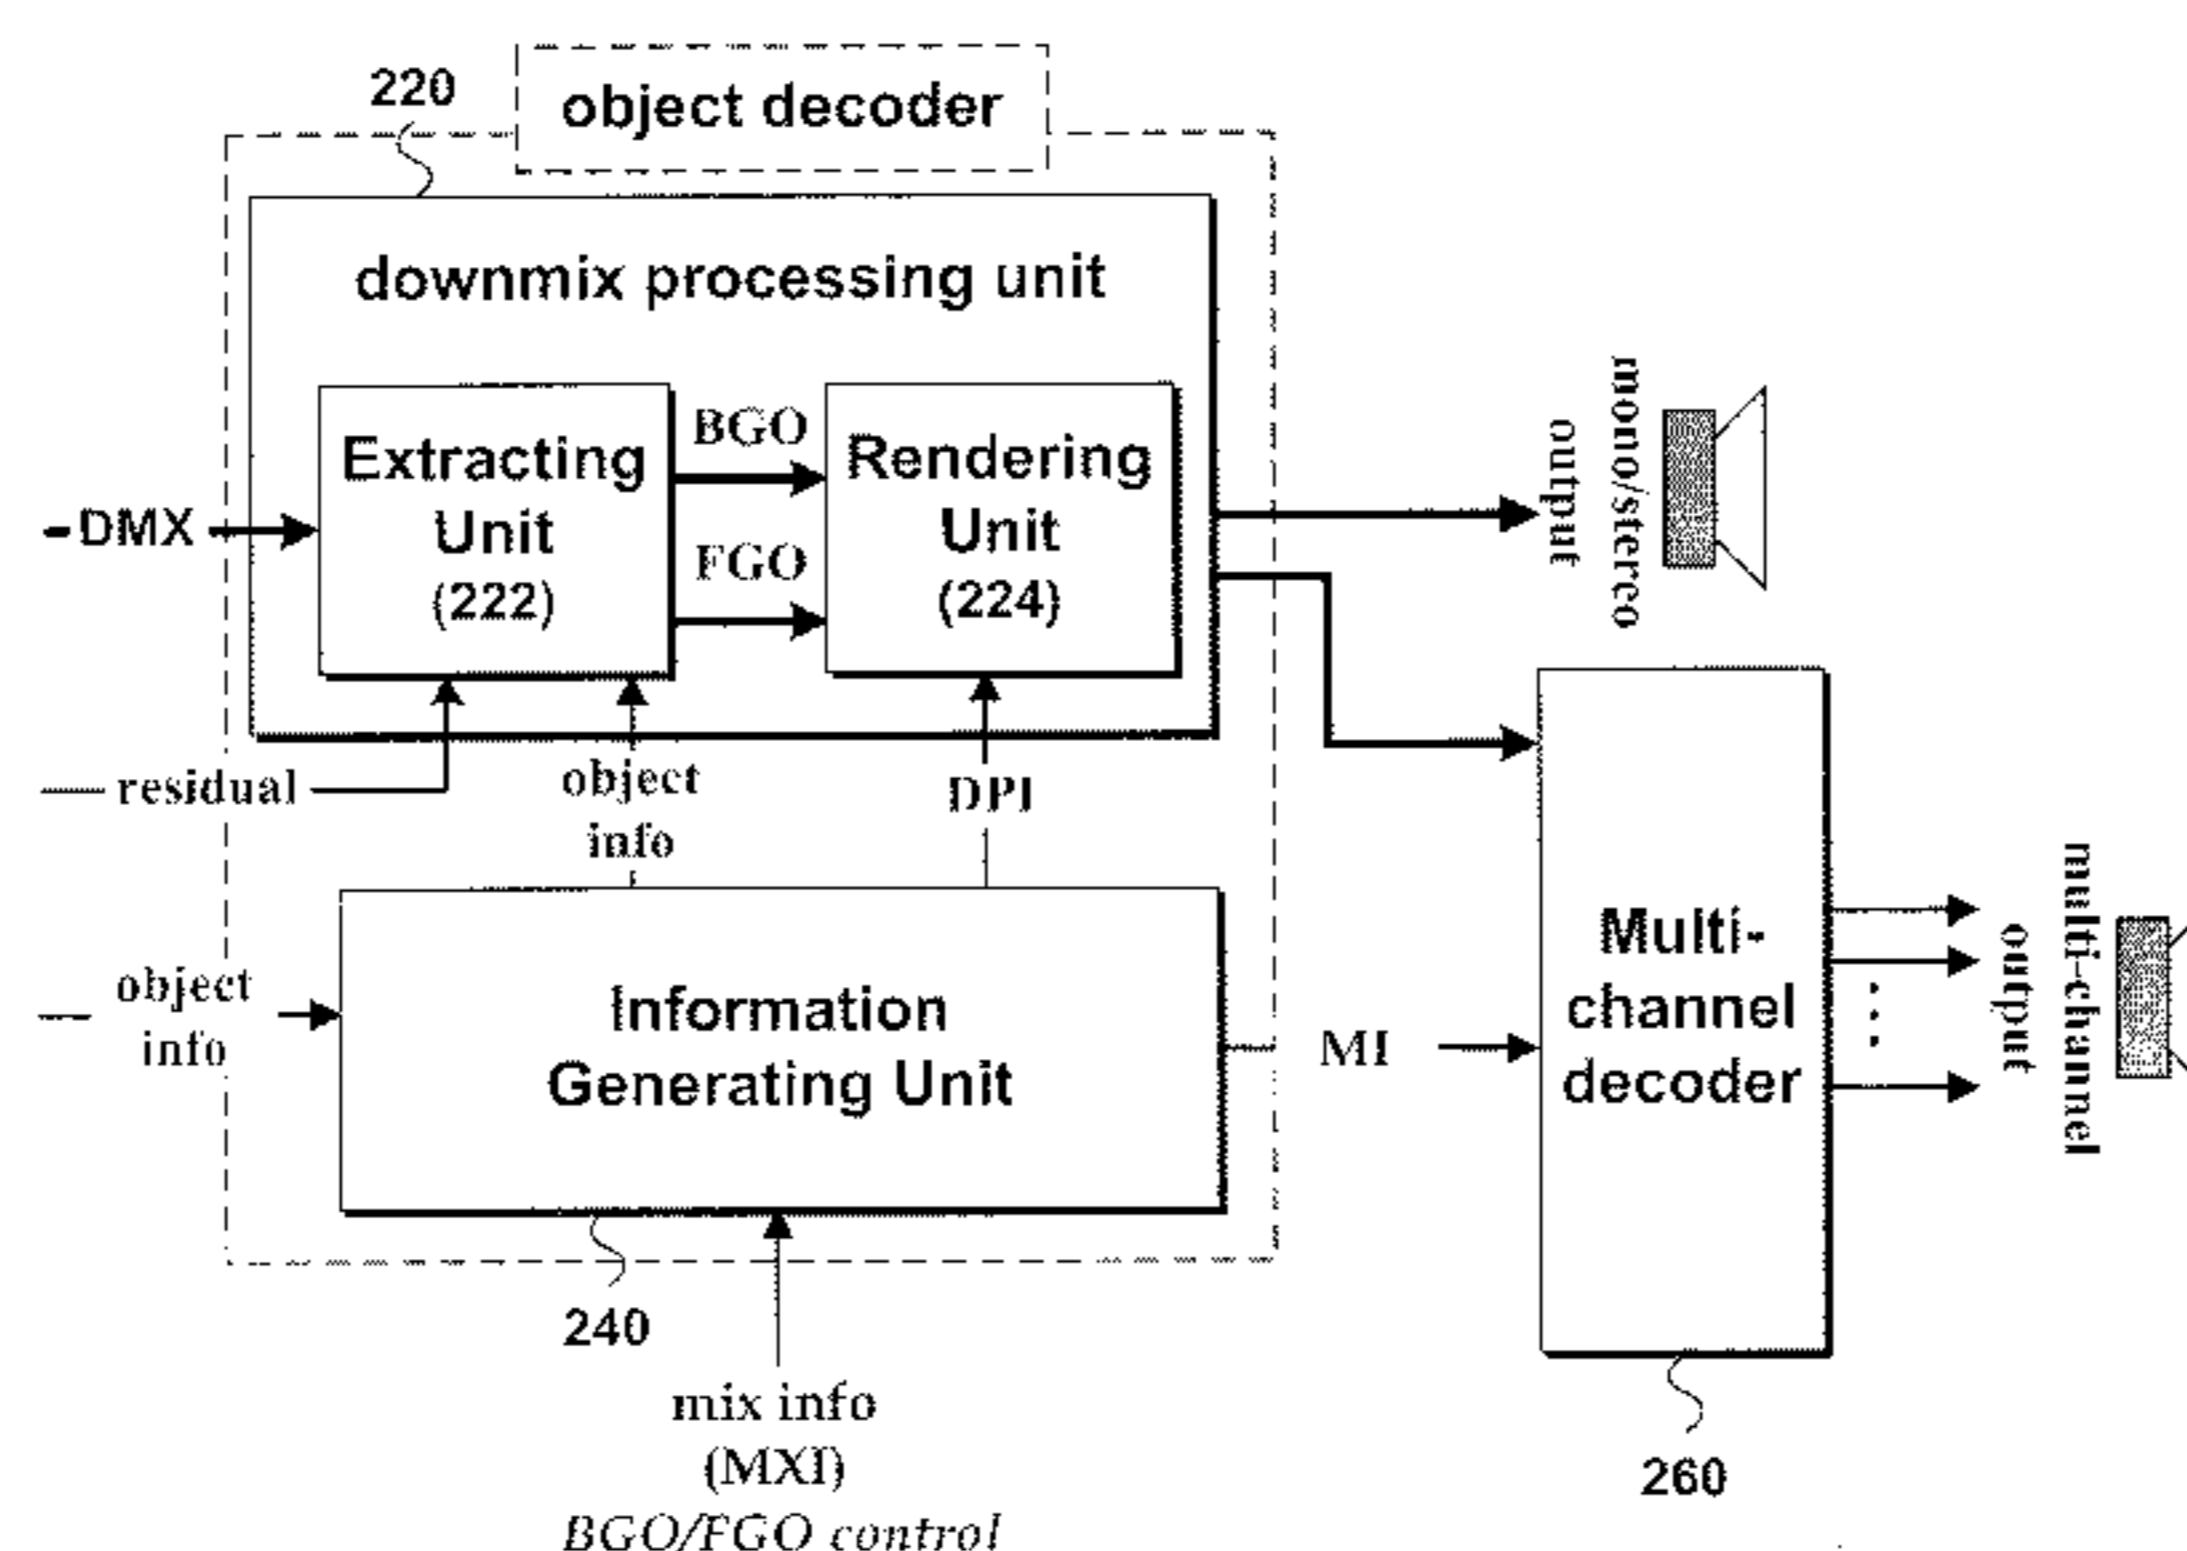 object decoder
220
downmix processing unit
Extracting
Unit
(222)
BGO
FGO
Rendering
Unit
(224)
DMX
residual
object
info
DPI
mono/stereo
output
object
info
Information
Generating Unit
MI
Multi-
channel
decoder
multi-channel
output
240
mix info
(MXI)
BGO/FGO control
260